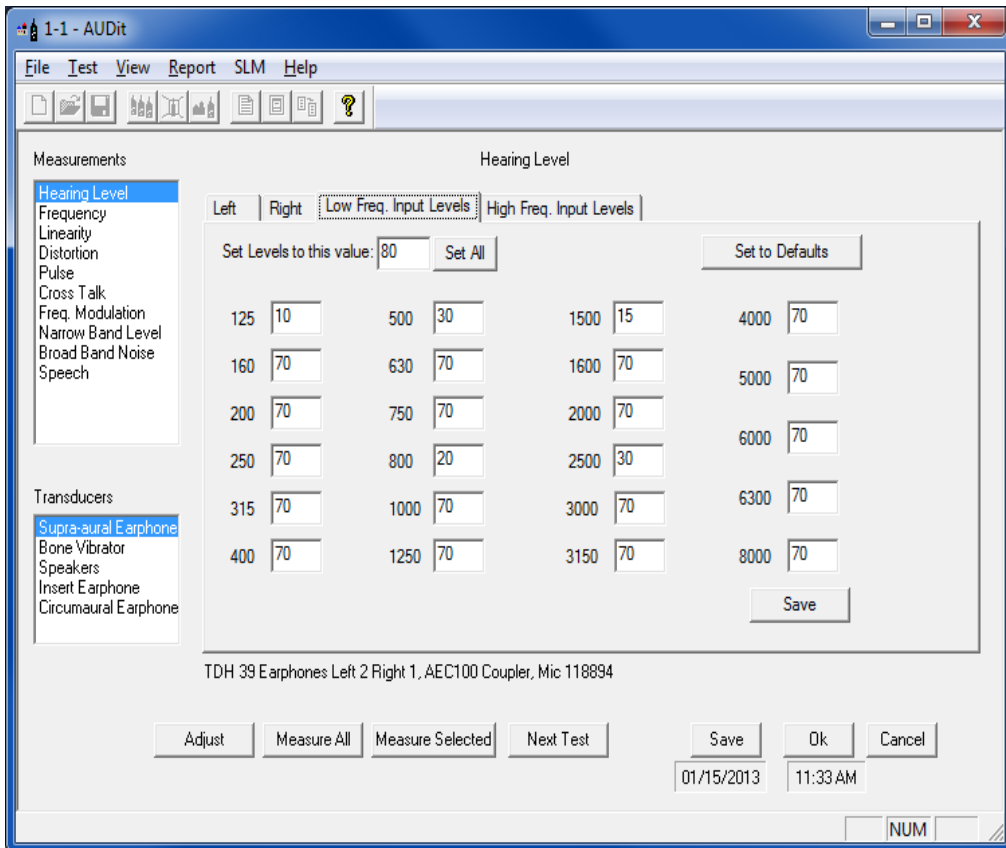 1-1 - AUDit
File Test View Report SLM Help
Measurements
Hearing Level
Frequency
Linearity
Distortion
Pulse
Cross Talk
Freq. Modulation
Narrow Band Level
Broad Band Noise
Speech
Transducers
Supra-aural Earphone
Bone Vibrator
Speakers
Insert Earphone
Circumaural Earphone
Hearing Level
Left Right Low Freq. Input Levels High Freq. Input Levels
Set Levels to this value: 80 Set All Set to Defaults
125 10 500 30 1500 15 4000 70
160 70 630 70 1600 70 5000 70
200 70 750 70 2000 70 6000 70
250 70 800 20 2500 30 6300 70
315 70 1000 70 3000 70 8000 70
400 70 1250 70 3150 70
Save
TDH 39 Earphones Left 2 Right 1, AEC100 Coupler, Mic 118894
Adjust Measure All Measure Selected Next Test Save Ok Cancel
01/15/2013 11:33 AM
NUM